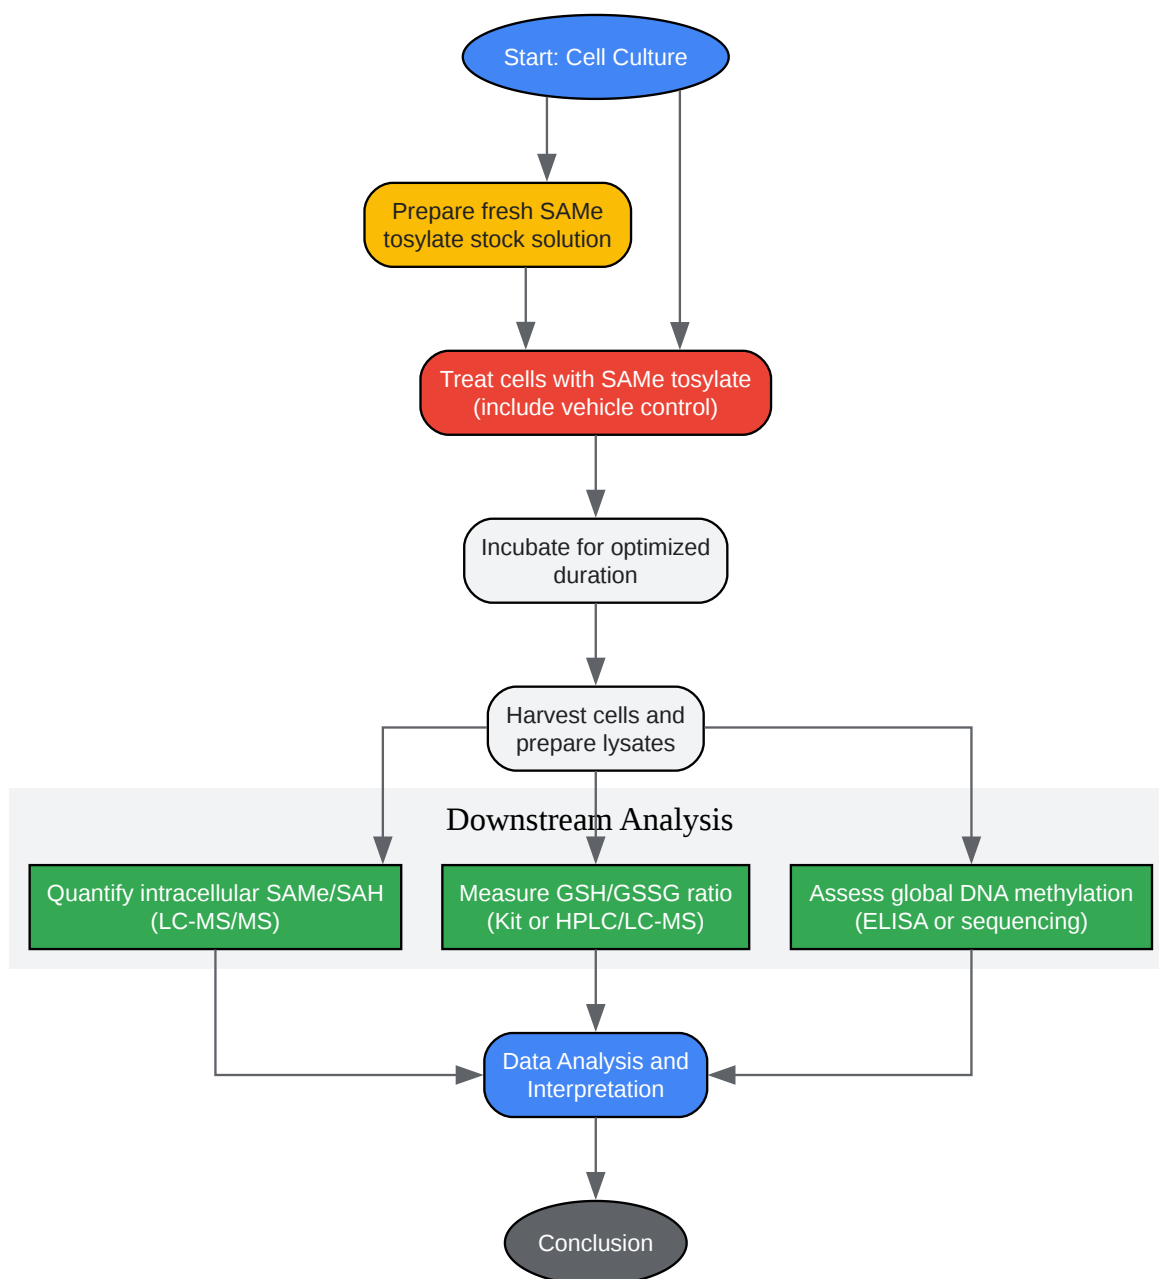 Start: Cell Culture
Prepare fresh SAMe
tosylate stock solution
Treat cells with SAMe tosylate
(include vehicle control)
Incubate for optimized
duration
Harvest cells and
prepare lysates
Downstream Analysis
Quantify intracellular SAMe/SAH
(LC-MS/MS)
Measure GSH/GSSG ratio
(Kit or HPLC/LC-MS)
Assess global DNA methylation
(ELISA or sequencing)
Data Analysis and
Interpretation
Conclusion